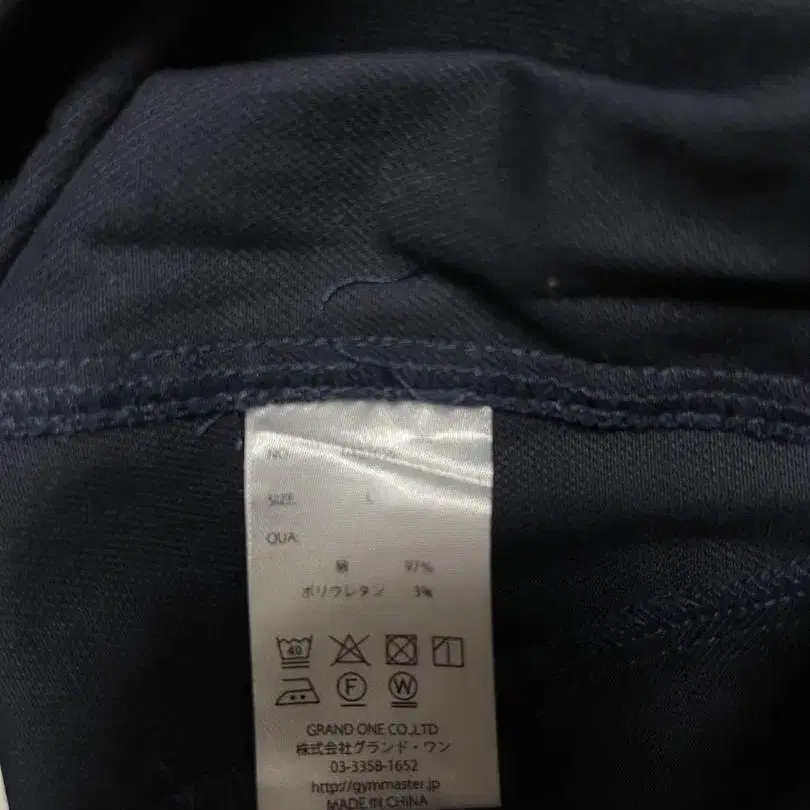 NO.
SIZE. L
QUA.
綿 97%
ポリウレタン 3%
40
F W
GRAND ONE CO.,LTD
株式会社グランド・ワン
03-3358-1652
http://gymmaster.jp
MADE IN CHINA